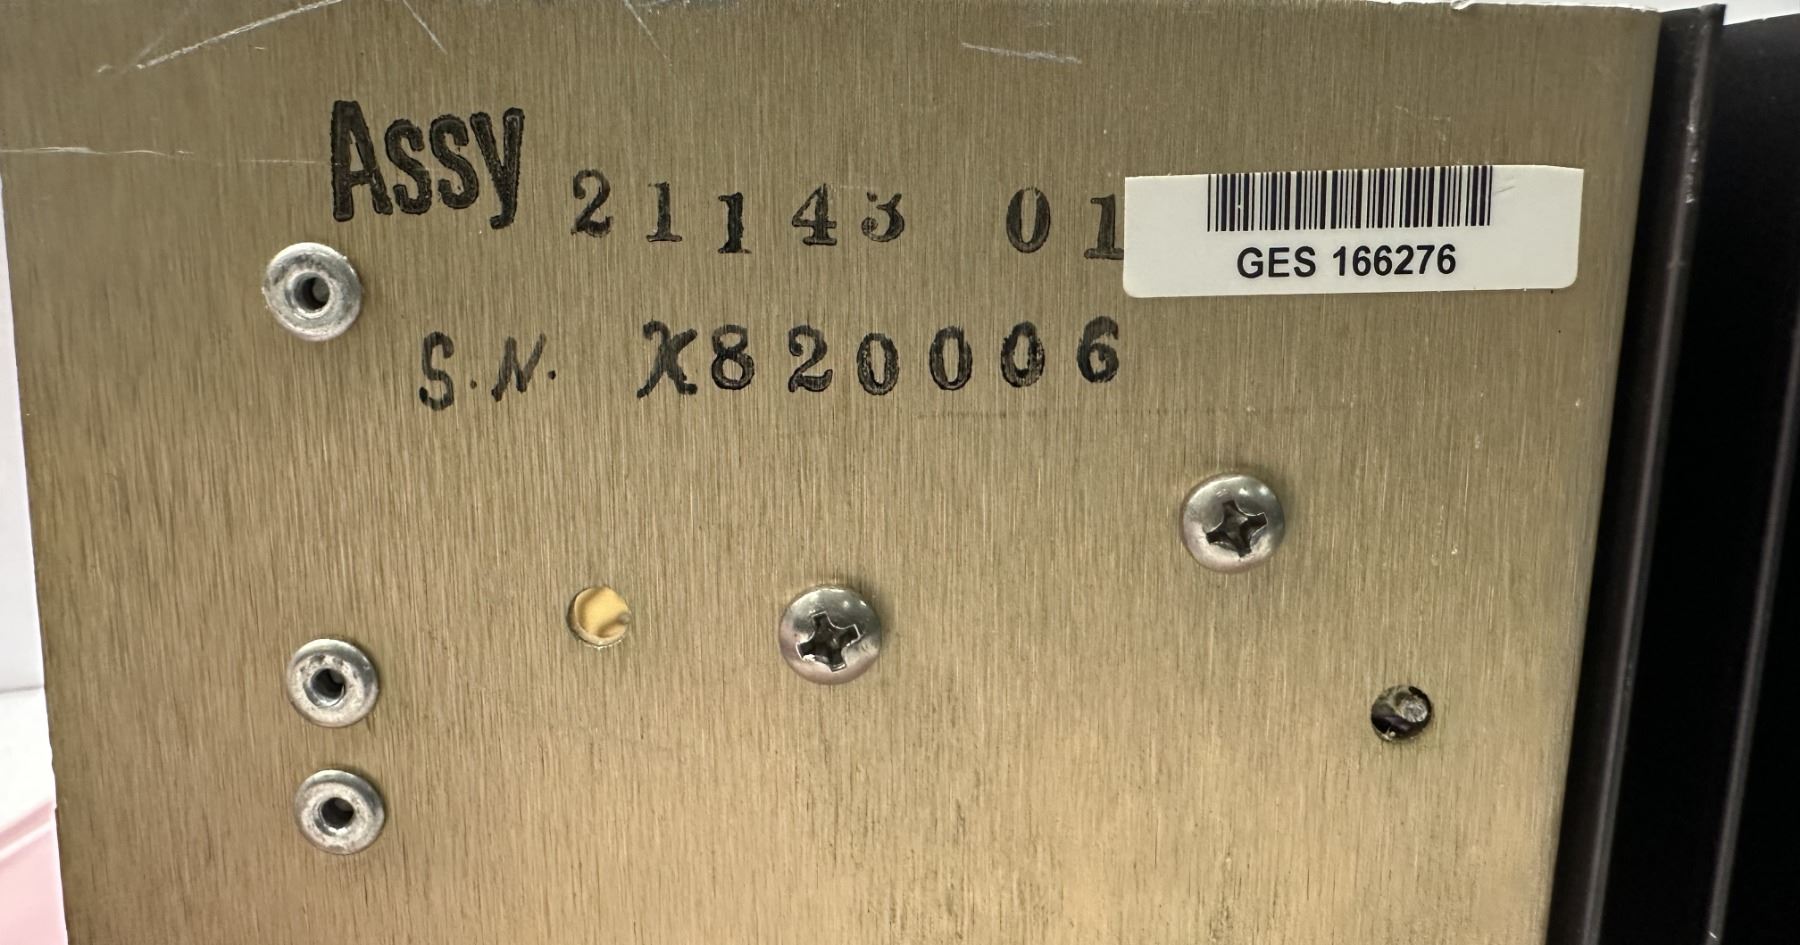 Assy 21143 01
GES 166276
S.N. X820006